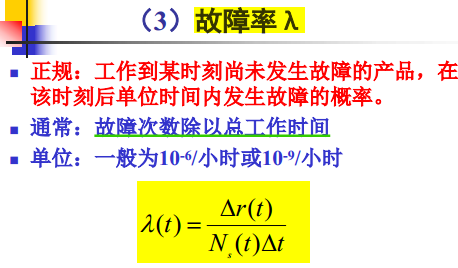 （3）故障率λ
■ 正规：工作到某时刻尚未发生故障的产品，在
该时刻后单位时间内发生故障的概率。
■ 通常：故障次数除以总工作时间
■ 单位：一般为10⁻⁶/小时或10⁻⁹/小时
λ(t) = Δr(t) / N_s(t)Δt